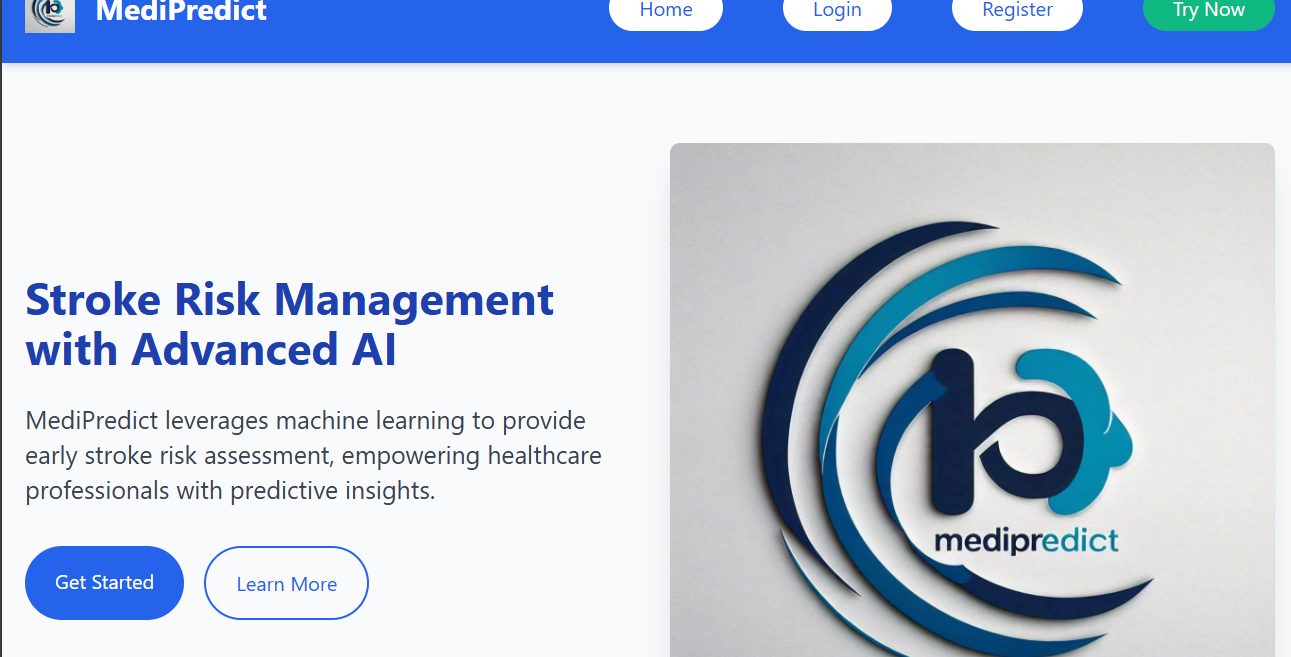 MediPredict
Home
Login
Register
Try Now
Stroke Risk Management
with Advanced AI
MediPredict leverages machine learning to provide
early stroke risk assessment, empowering healthcare
professionals with predictive insights.
Get Started
Learn More
medipredict